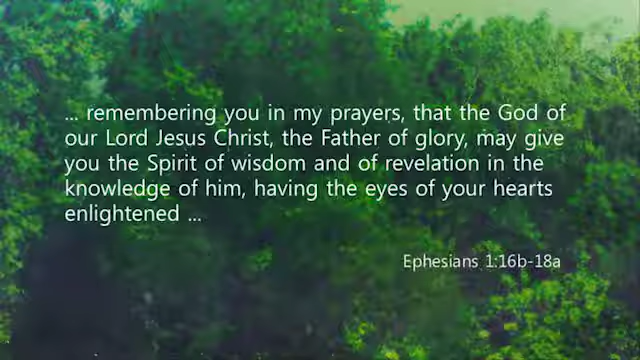 ... remembering you in my prayers, that the God of
our Lord Jesus Christ, the Father of glory, may give
you the Spirit of wisdom and of revelation in the
knowledge of him, having the eyes of your hearts
enlightened ...
Ephesians 1:16b-18a